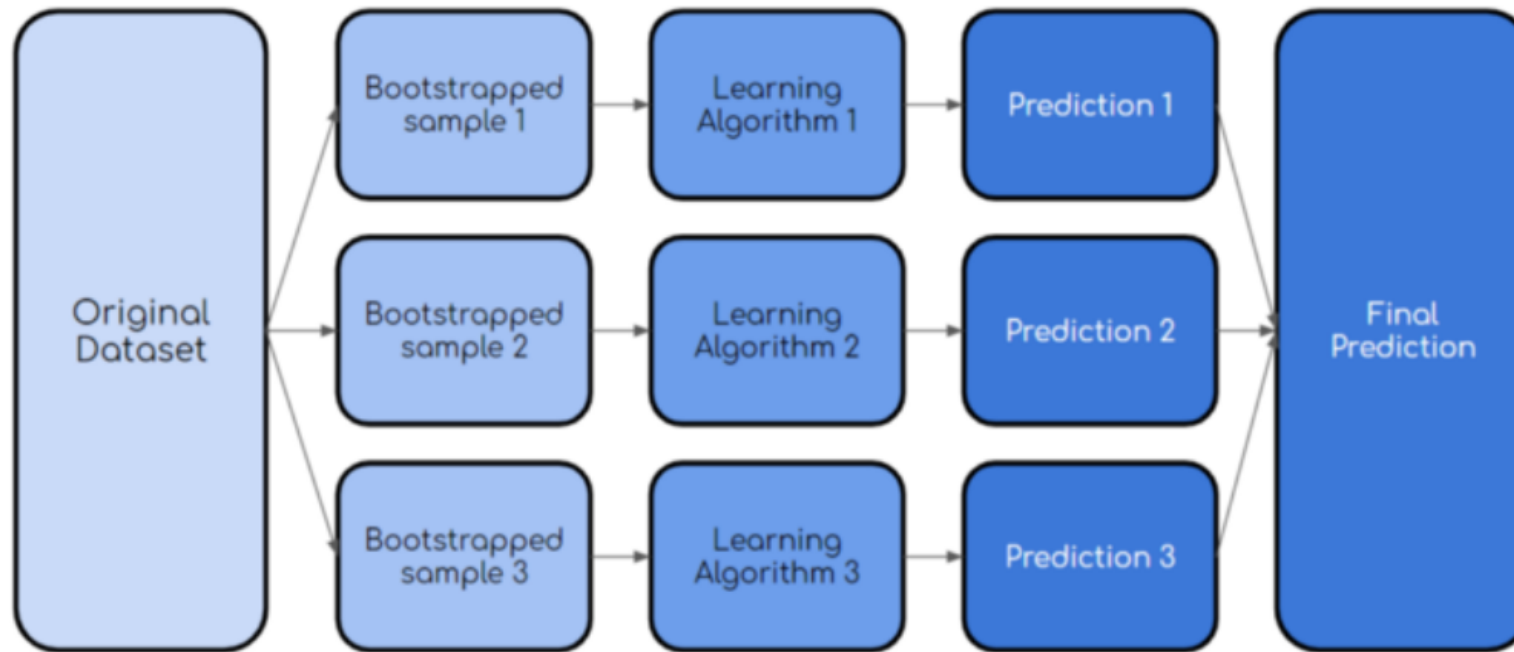 Original
Dataset
Bootstrapped
sample 1
Learning
Algorithm 1
Prediction 1
Bootstrapped
sample 2
Learning
Algorithm 2
Prediction 2
Bootstrapped
sample 3
Learning
Algorithm 3
Prediction 3
Final
Prediction